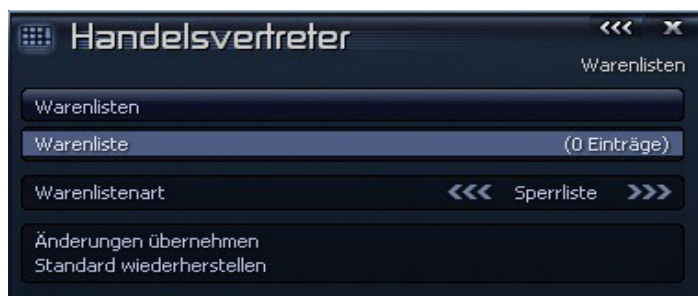 Handelsvertreter
<<< X
Warenlisten
Warenlisten
Warenliste (0 Einträge)
Warenlistenart <<< Sperrliste >>>
Änderungen übernehmen
Standard wiederherstellen